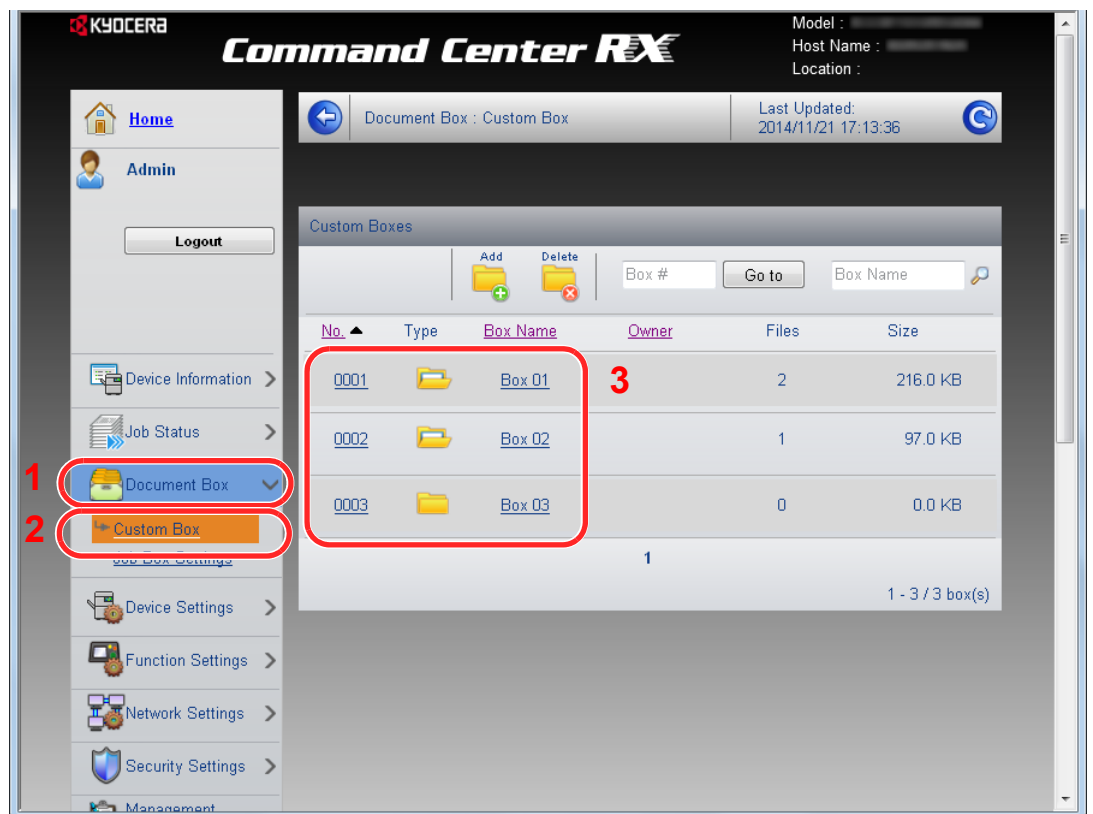 KYOCERA
Command Center RX
Model :
Host Name :
Location :
Home
Admin
Logout
Device Information
Job Status
1
Document Box
2
Custom Box
Job Box Settings
Device Settings
Function Settings
Network Settings
Security Settings
Management
Document Box : Custom Box
Last Updated:
2014/11/21 17:13:36
Custom Boxes
Add Delete
Box # Go to Box Name
No. Type Box Name Owner Files Size
0001 Box 01 3 2 216.0 KB
0002 Box 02 1 97.0 KB
0003 Box 03 0 0.0 KB
1
1 - 3 / 3 box(s)